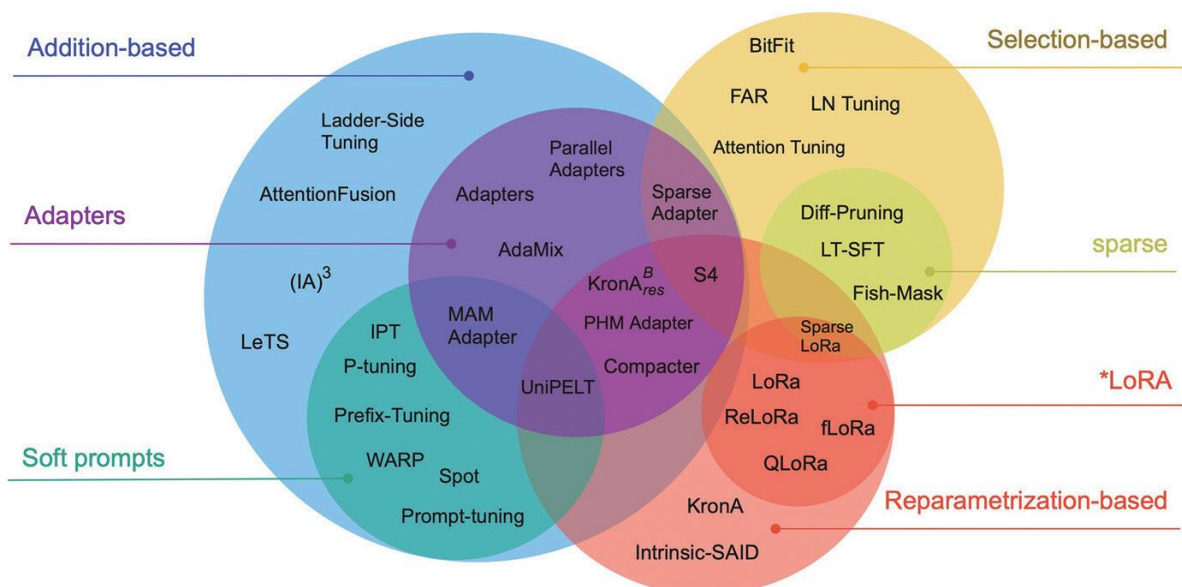 Addition-based
Selection-based
BitFit
FAR
LN Tuning
Ladder-Side
Tuning
Attention Tuning
Parallel
Adapters
AttentionFusion
Adapters
Sparse
Adapter
Diff-Pruning
Adapters
sparse
AdaMix
LT-SFT
(IA)³
KronA^B_res
S4
Fish-Mask
MAM
Adapter
PHM Adapter
Sparse
LoRa
LeTS
IPT
P-tuning
Compacter
UniPELT
LoRa
*LoRA
Prefix-Tuning
ReLoRa
fLoRa
Soft prompts
WARP
Spot
QLoRa
Prompt-tuning
KronA
Reparametrization-based
Intrinsic-SAID